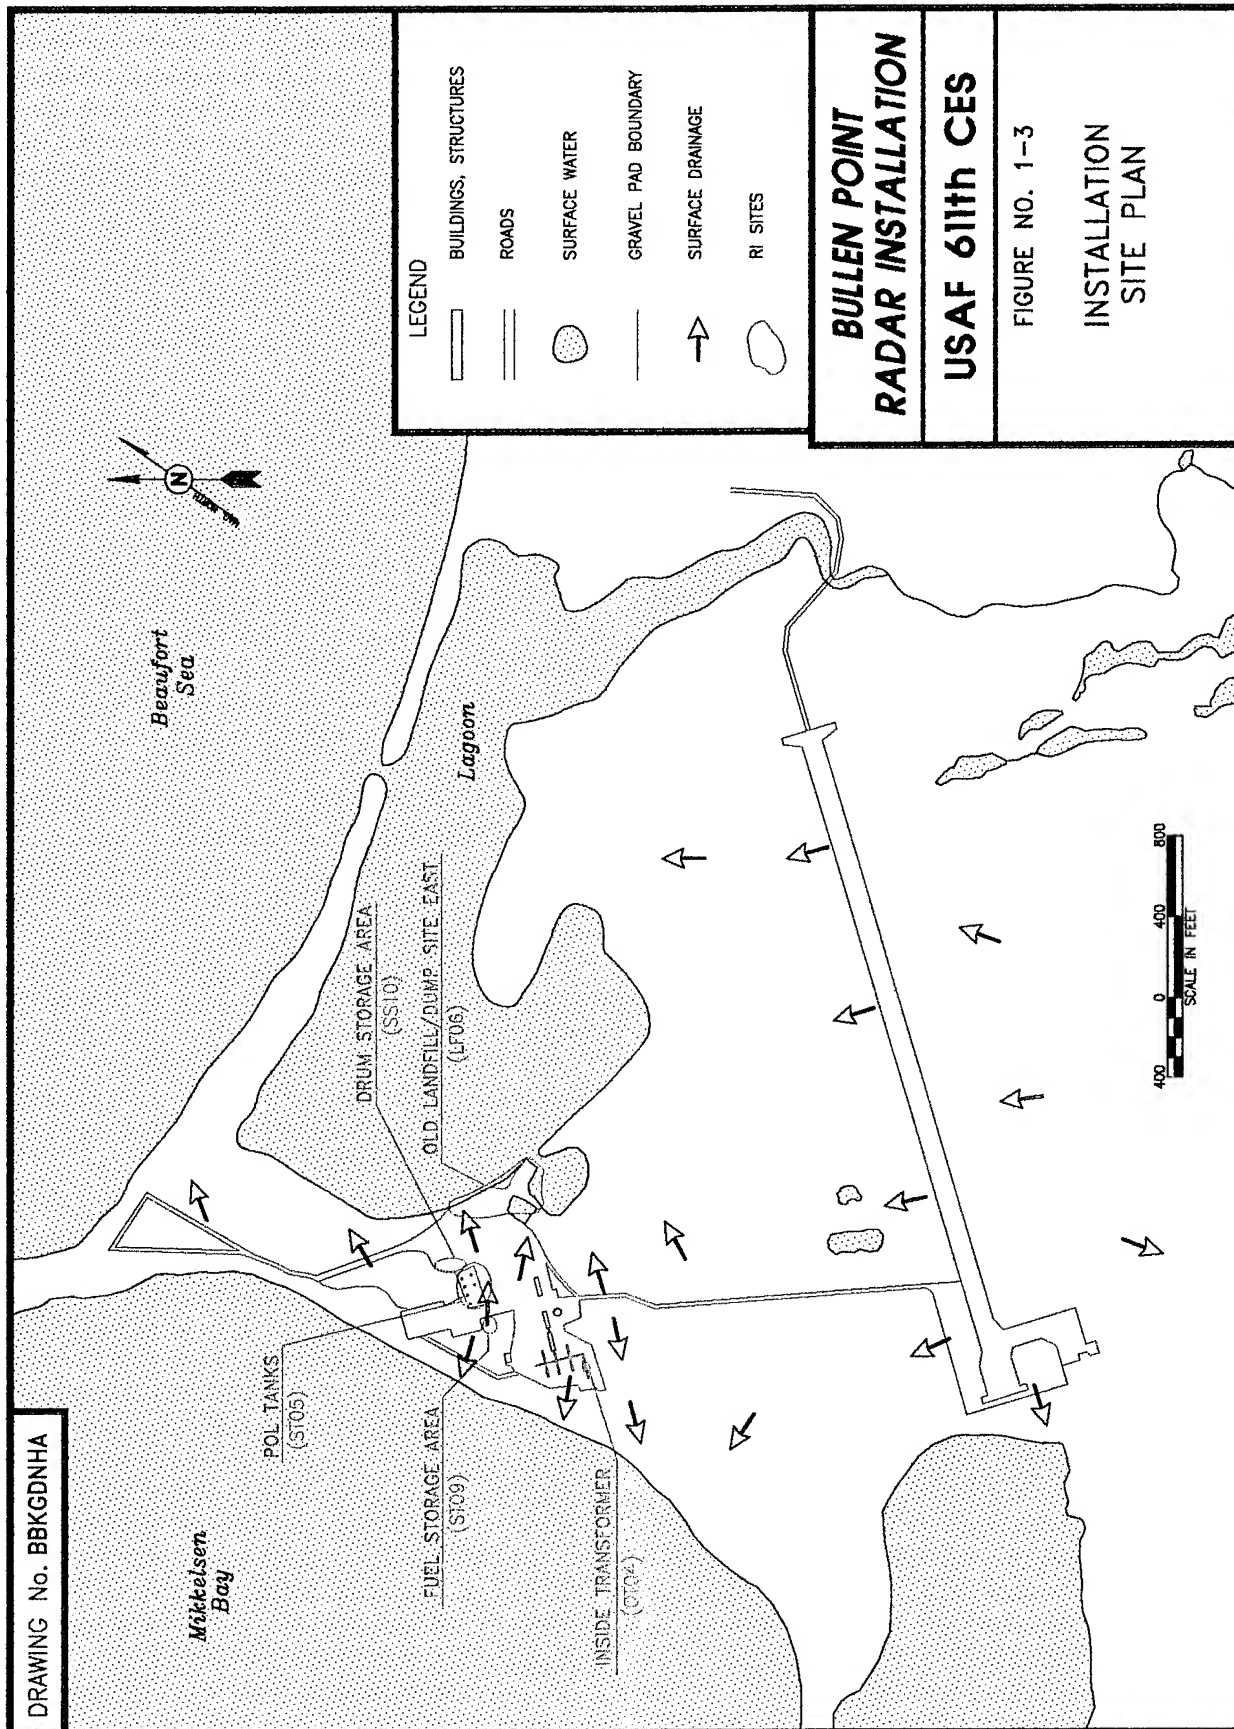 DRAWING No. BBKGDNHA
Mikkelsen
Bay
Beaufort
Sea
Lagoon
N
POL TANKS
(ST05)
FUEL STORAGE AREA
(ST09)
INSIDE TRANSFORMER
DRUM STORAGE AREA
(SS10)
OLD LANDFILL/DUMP SITE EAST
(LF06)
400 0 400 800
SCALE IN FEET
LEGEND
BUILDINGS, STRUCTURES
ROADS
SURFACE WATER
GRAVEL PAD BOUNDARY
SURFACE DRAINAGE
RI SITES
BULLEN POINT
RADAR INSTALLATION
USAF 611th CES
FIGURE NO. 1-3
INSTALLATION
SITE PLAN